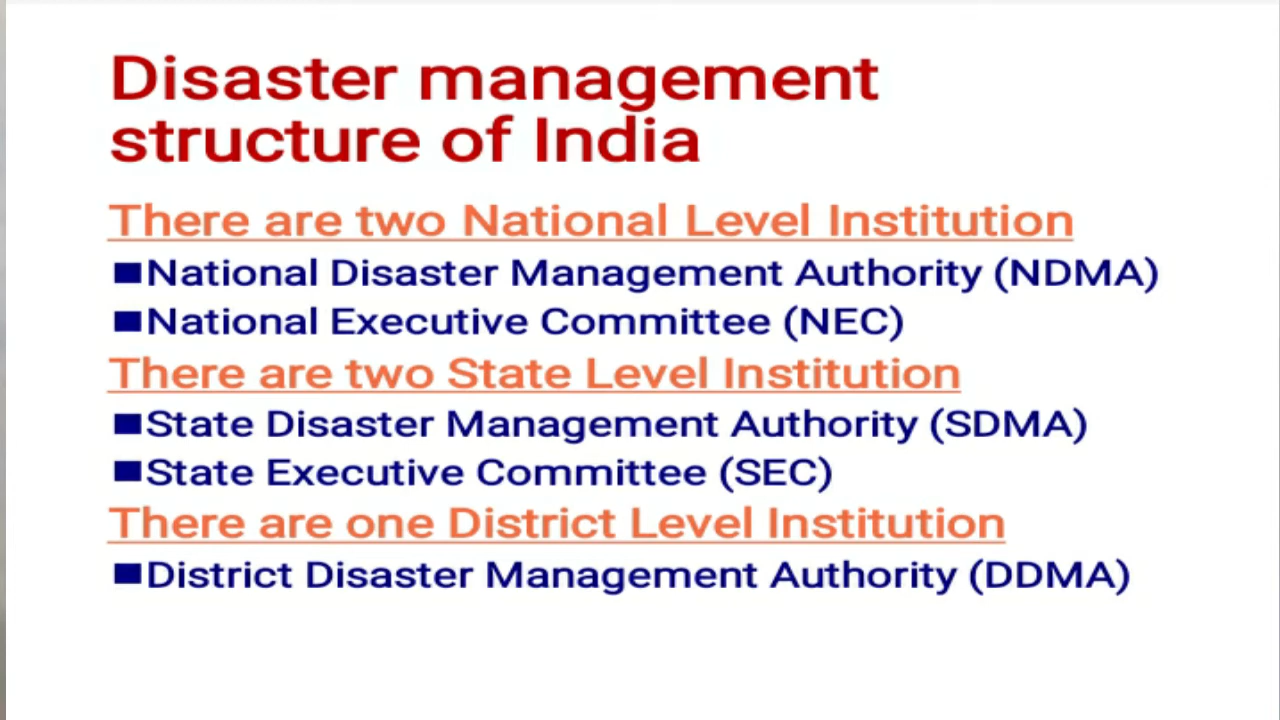 Disaster management
structure of India
There are two National Level Institution
■National Disaster Management Authority (NDMA)
■National Executive Committee (NEC)
There are two State Level Institution
■State Disaster Management Authority (SDMA)
■State Executive Committee (SEC)
There are one District Level Institution
■District Disaster Management Authority (DDMA)